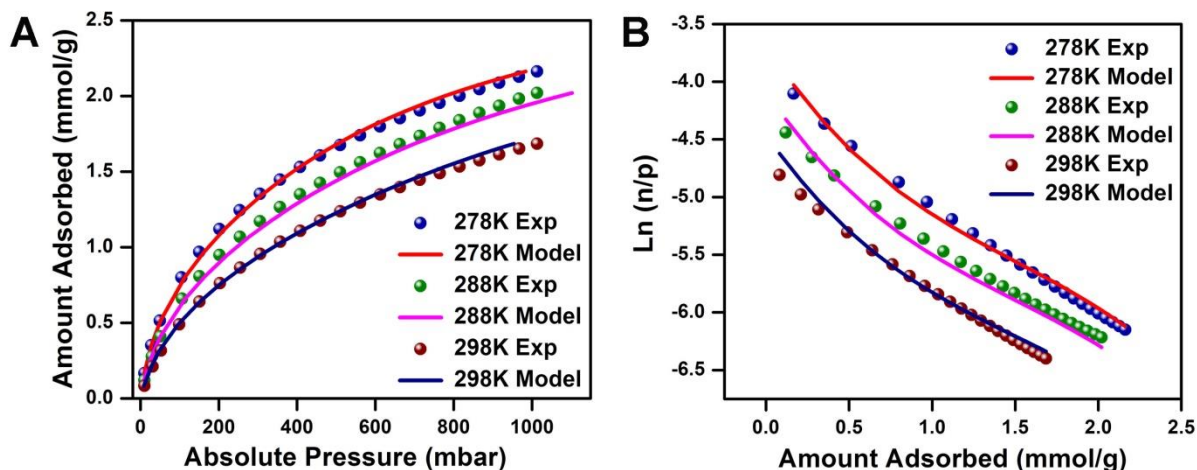 A
Amount Adsorbed (mmol/g)
2.5
2.0
1.5
1.0
0.5
0.0
278K Exp
278K Model
288K Exp
288K Model
298K Exp
298K Model
0 200 400 600 800 1000
Absolute Pressure (mbar)
B
Ln (n/p)
-3.5
-4.0
-4.5
-5.0
-5.5
-6.0
-6.5
278K Exp
278K Model
288K Exp
288K Model
298K Exp
298K Model
0.0 0.5 1.0 1.5 2.0 2.5
Amount Adsorbed (mmol/g)